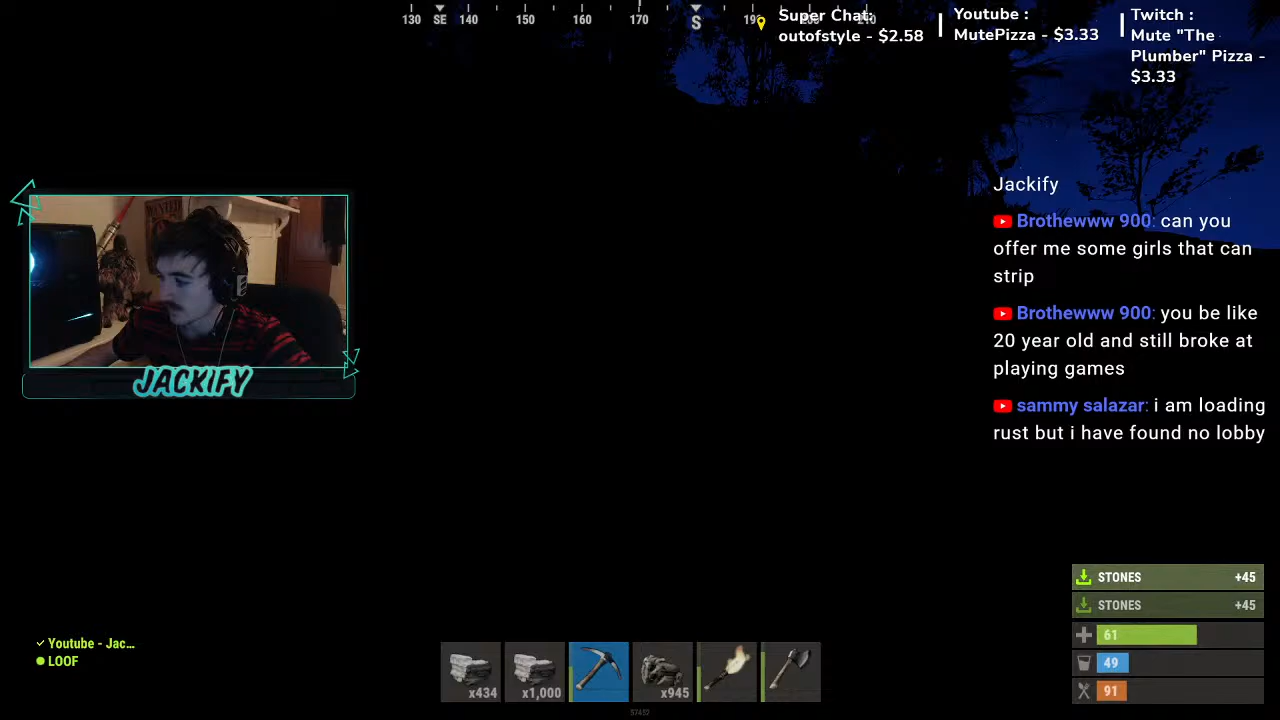 130 SE 140 150 160 170 S 190 210
Super Chat:
outofstyle - $2.58
Youtube :
MutePizza - $3.33
Twitch :
Mute "The
Plumber" Pizza -
$3.33
WANTED
JACKIFY
Jackify
Brothewww 900: can you
offer me some girls that can
strip
Brothewww 900: you be like
20 year old and still broke at
playing games
sammy salazar: i am loading
rust but i have found no lobby
STONES +45
STONES +45
61
49
91
Youtube - Jac...
LOOF
x434
x1,000
x945